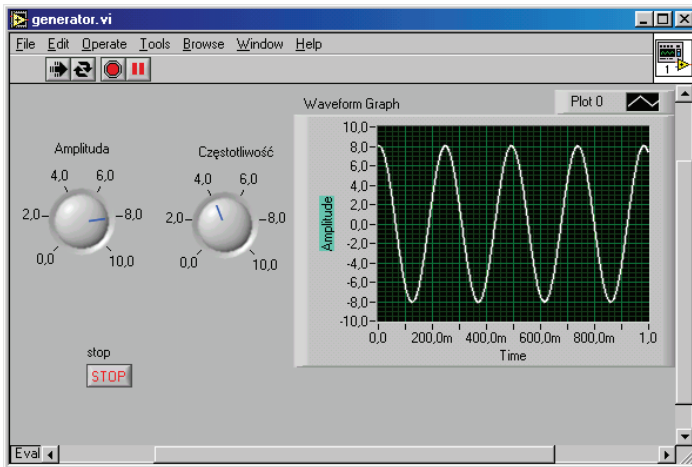 generator.vi
File Edit Operate Tools Browse Window Help
1
Waveform Graph
Plot 0
Amplituda
4,0 6,0
2,0 8,0
0,0 10,0
Częstotliwość
4,0 6,0
2,0 8,0
0,0 10,0
Amplitude
10,0
8,0
6,0
4,0
2,0
0,0
-2,0
-4,0
-6,0
-8,0
-10,0
0,0 200,0m 400,0m 600,0m 800,0m 1,0
Time
stop
STOP
Eval